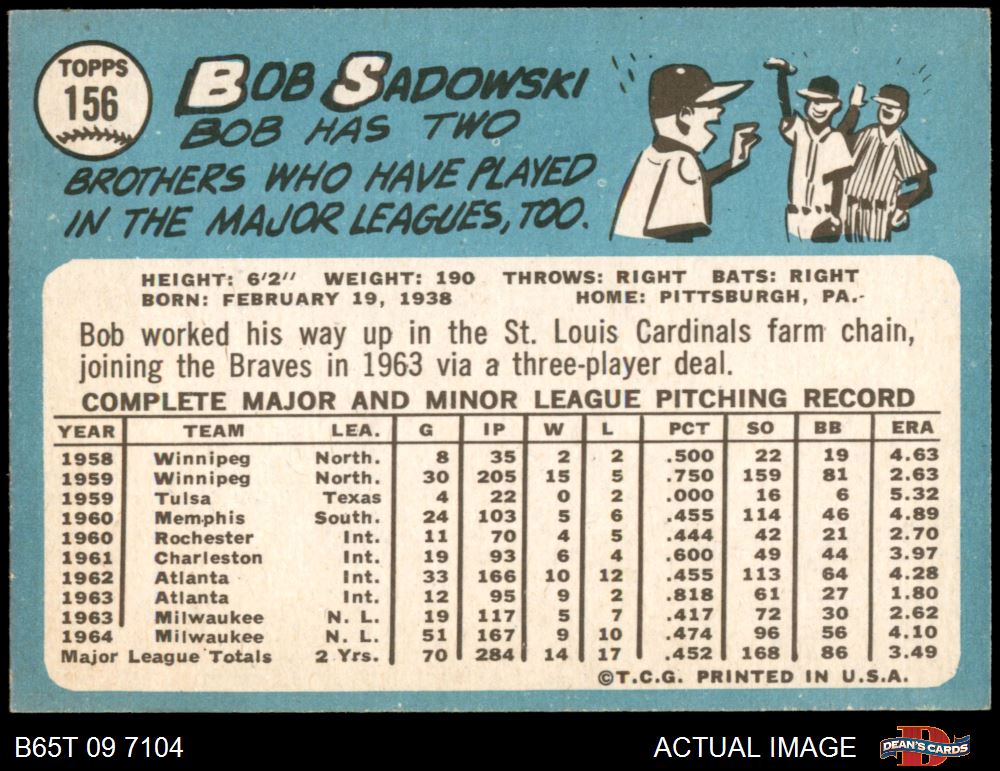 TOPPS
156
BOB SADOWSKI
BOB HAS TWO
BROTHERS WHO HAVE PLAYED
IN THE MAJOR LEAGUES, TOO.
HEIGHT: 6'2" WEIGHT: 190 THROWS: RIGHT BATS: RIGHT
BORN: FEBRUARY 19, 1938 HOME: PITTSBURGH, PA.
Bob worked his way up in the St. Louis Cardinals farm chain,
joining the Braves in 1963 via a three-player deal.
COMPLETE MAJOR AND MINOR LEAGUE PITCHING RECORD
YEAR TEAM LEA. G IP W L PCT SO BB ERA
1958 Winnipeg North. 8 35 2 2 .500 22 19 4.63
1959 Winnipeg North. 30 205 15 5 .750 159 81 2.63
1959 Tulsa Texas 4 22 0 2 .000 16 6 5.32
1960 Memphis South. 24 103 5 6 .455 114 46 4.89
1960 Rochester Int. 11 70 4 5 .444 42 21 2.70
1961 Charleston Int. 19 93 6 4 .600 49 44 3.97
1962 Atlanta Int. 33 166 10 12 .455 113 64 4.28
1963 Atlanta Int. 12 95 9 2 .818 61 27 1.80
1963 Milwaukee N. L. 19 117 5 7 .417 72 30 2.62
1964 Milwaukee N. L. 51 167 9 10 .474 96 56 4.10
Major League Totals 2 Yrs. 70 284 14 17 .452 168 86 3.49
©T.C.G. PRINTED IN U.S.A.
B65T 09 7104 ACTUAL IMAGE DEAN'S CARDS